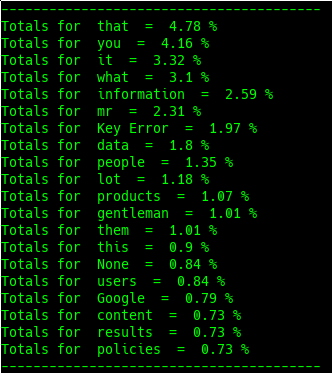 ----------------------------------------
Totals for  that  =  4.78 %
Totals for  you  =  4.16 %
Totals for  it  =  3.32 %
Totals for  what  =  3.1 %
Totals for  information  =  2.59 %
Totals for  mr  =  2.31 %
Totals for  Key Error  =  1.97 %
Totals for  data  =  1.8 %
Totals for  people  =  1.35 %
Totals for  lot  =  1.18 %
Totals for  products  =  1.07 %
Totals for  gentleman  =  1.01 %
Totals for  them  =  1.01 %
Totals for  this  =  0.9 %
Totals for  None  =  0.84 %
Totals for  users  =  0.84 %
Totals for  Google  =  0.79 %
Totals for  content  =  0.73 %
Totals for  results  =  0.73 %
Totals for  policies  =  0.73 %
----------------------------------------